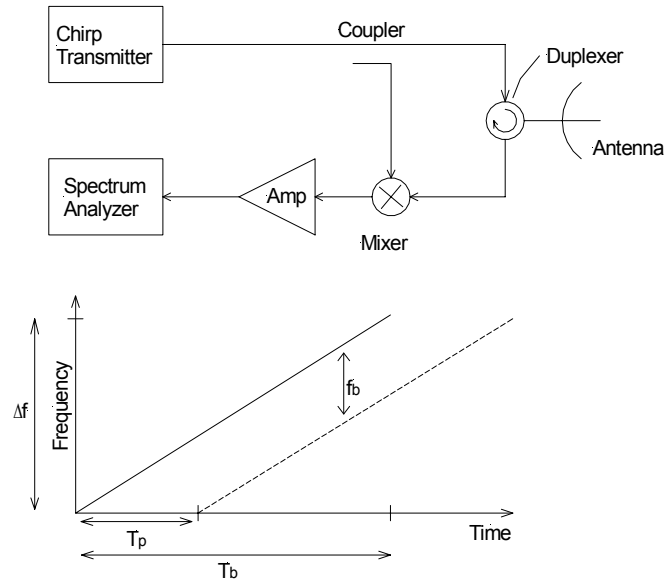 Chirp
Transmitter
Coupler
Duplexer
Antenna
Spectrum
Analyzer
Amp
Mixer
Δf
Frequency
fb
Time
Tp
Tb